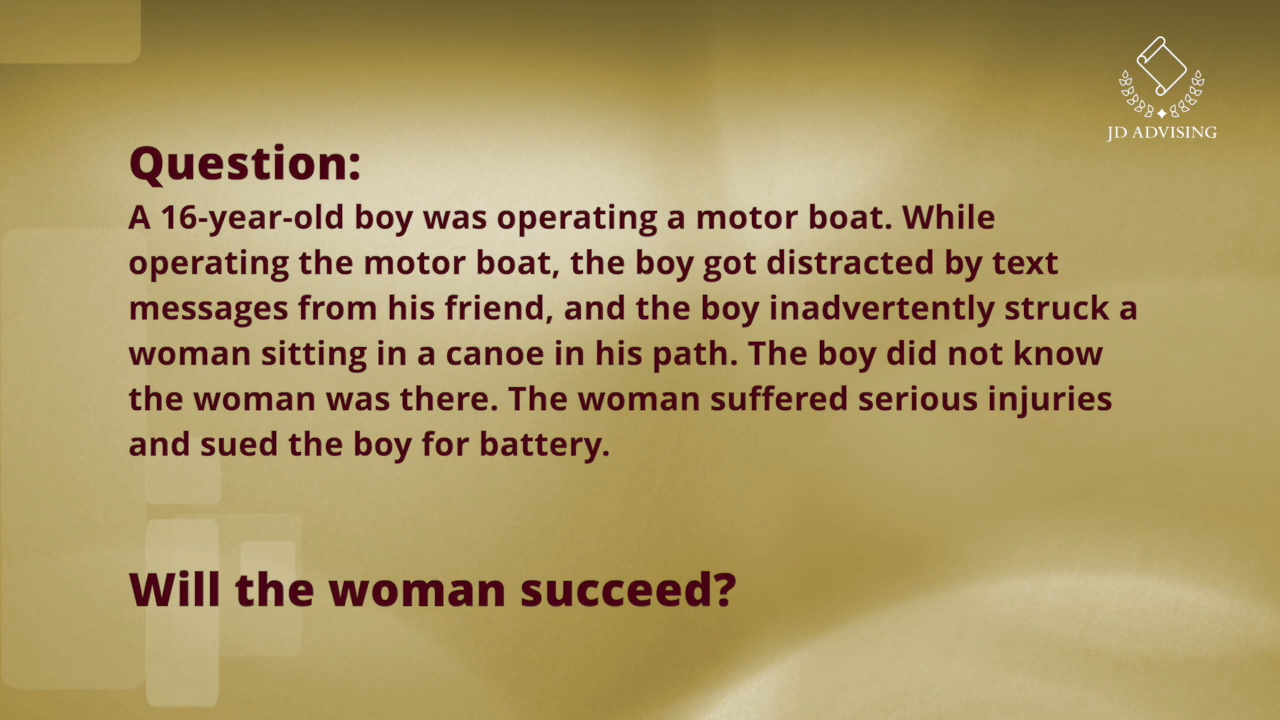 JD ADVISING
Question:
A 16-year-old boy was operating a motor boat. While
operating the motor boat, the boy got distracted by text
messages from his friend, and the boy inadvertently struck a
woman sitting in a canoe in his path. The boy did not know
the woman was there. The woman suffered serious injuries
and sued the boy for battery.
Will the woman succeed?